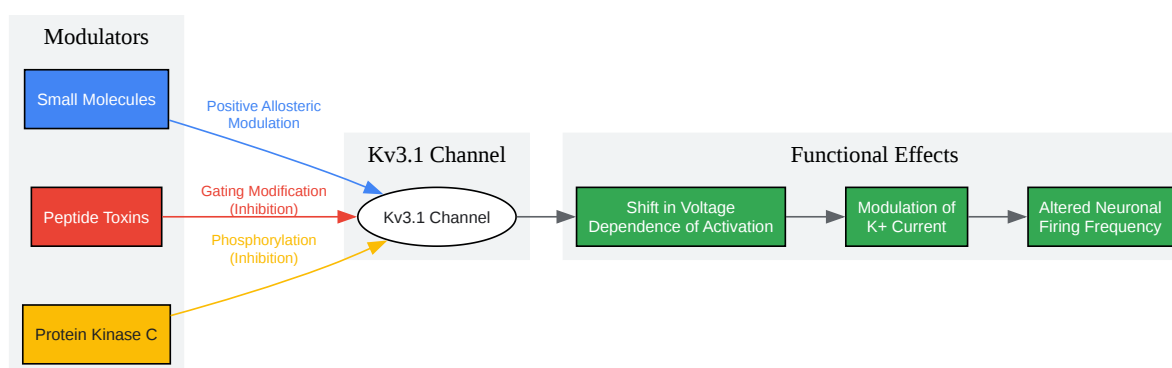 Modulators
Small Molecules
Peptide Toxins
Protein Kinase C
Positive Allosteric
Modulation
Gating Modification
(Inhibition)
Phosphorylation
(Inhibition)
Kv3.1 Channel
Kv3.1 Channel
Functional Effects
Shift in Voltage
Dependence of Activation
Modulation of
K+ Current
Altered Neuronal
Firing Frequency